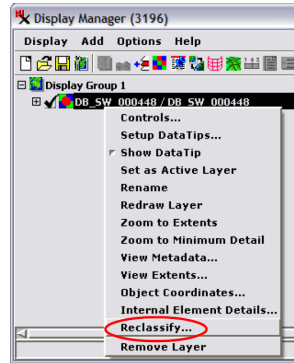 Display Manager (3196)
Display Add Options Help
Display Group 1
DB_SW_000448 / DB_SW_000448
Controls...
Setup DataTips...
Show DataTip
Set as Active Layer
Rename
Redraw Layer
Zoom to Extents
Zoom to Minimum Detail
View Metadata...
View Extents...
Object Coordinates...
Internal Element Details...
Reclassify...
Remove Layer